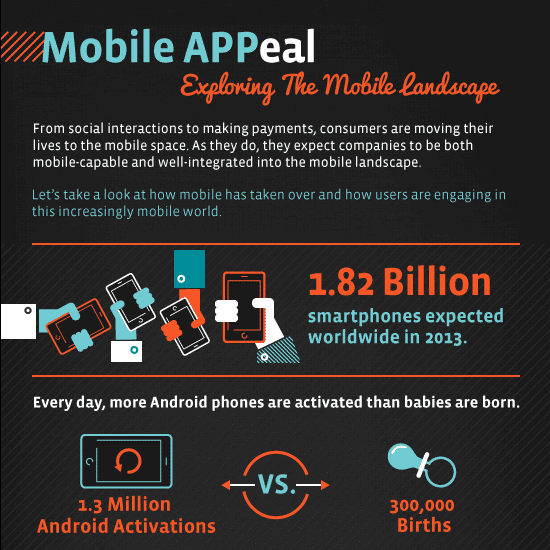 Mobile APPeal
Exploring The Mobile Landscape
From social interactions to making payments, consumers are moving their
lives to the mobile space. As they do, they expect companies to be both
mobile-capable and well-integrated into the mobile landscape.
Let's take a look at how mobile has taken over and how users are engaging in
this increasingly mobile world.
1.82 Billion
smartphones expected
worldwide in 2013.
Every day, more Android phones are activated than babies are born.
1.3 Million
Android Activations
VS.
300,000
Births